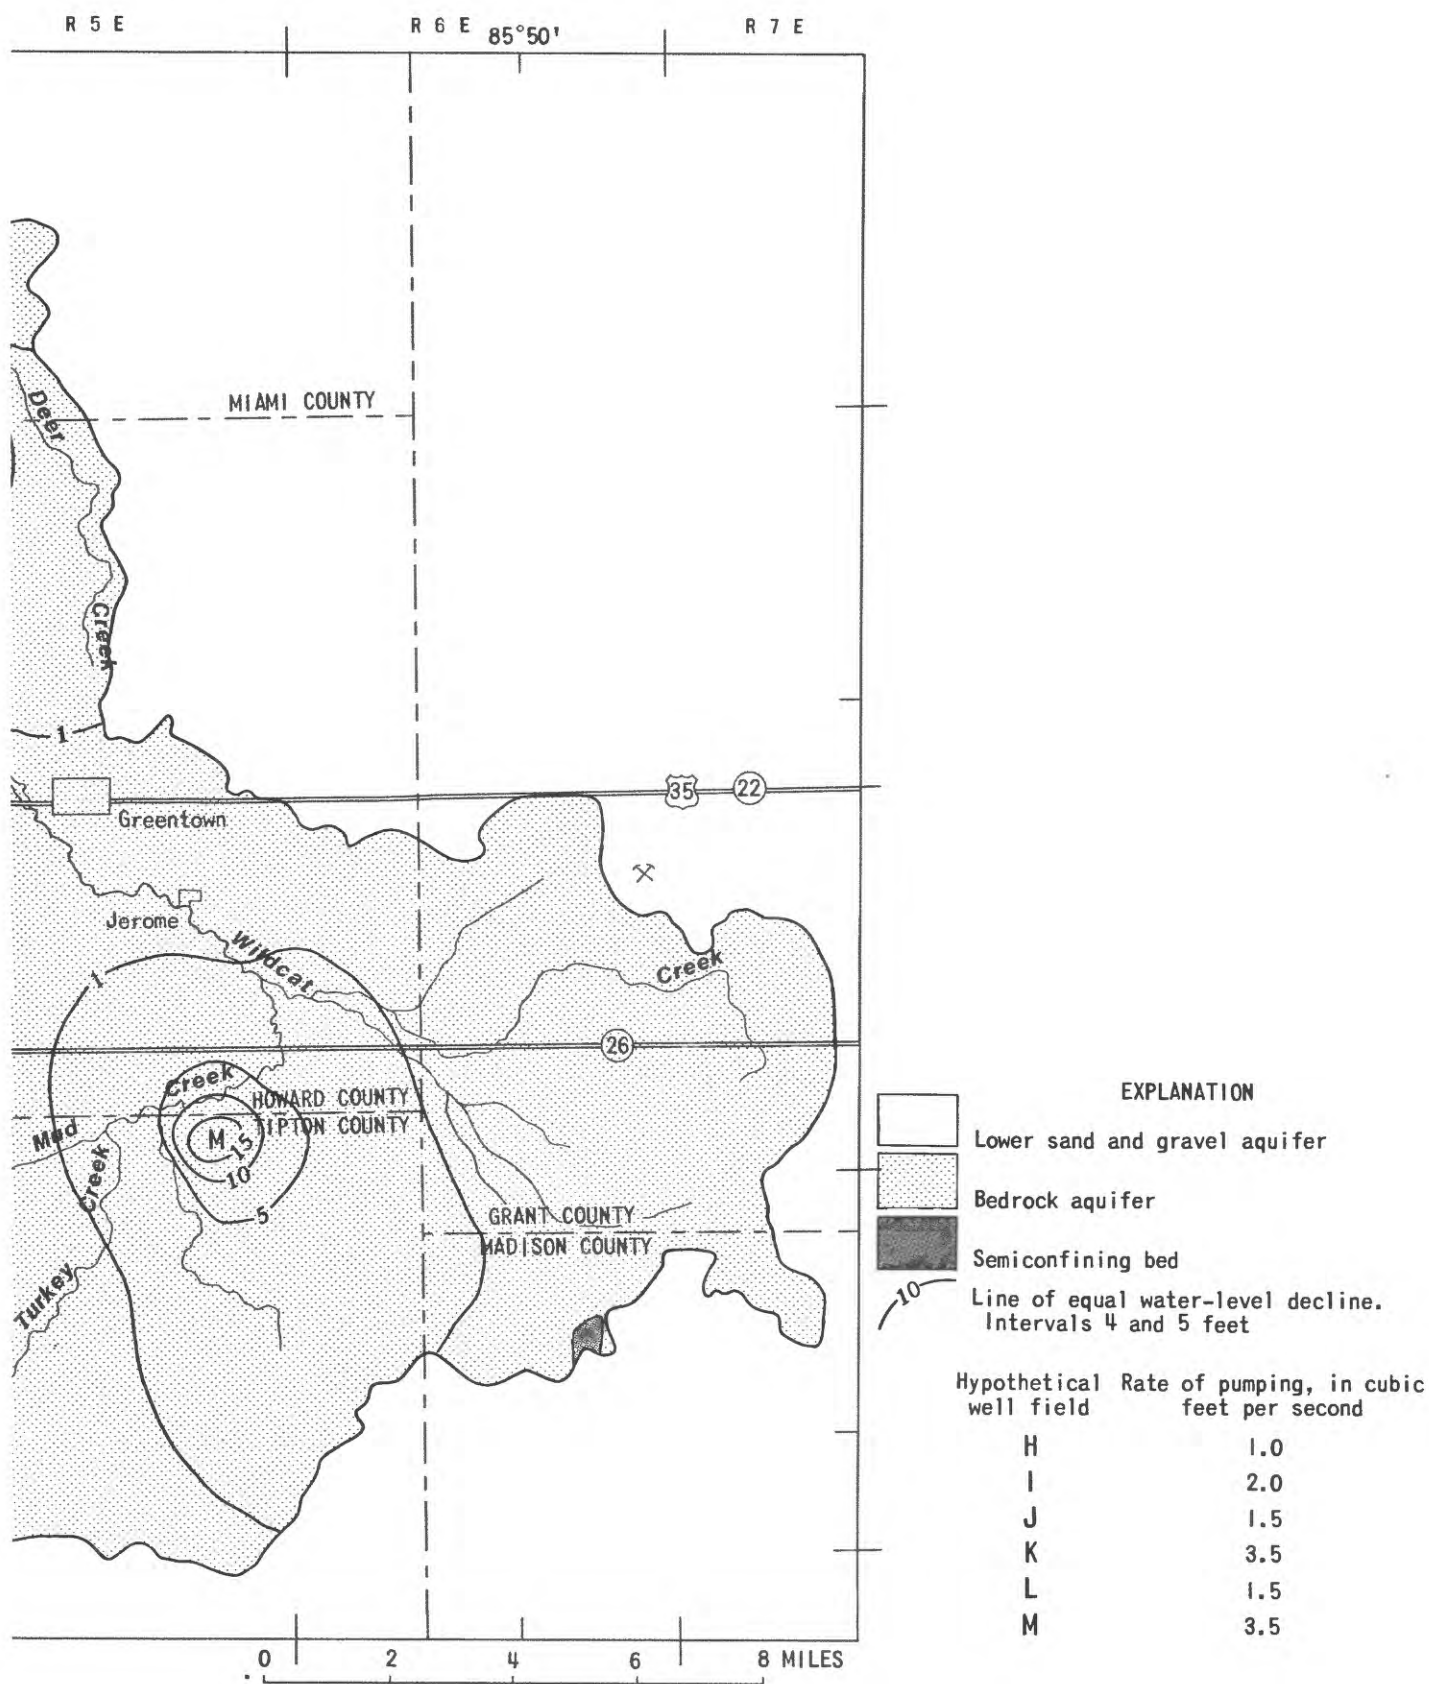 R 5 E
R 6 E
85°50'
R 7 E
Deer
MIAMI COUNTY
Creek
1
35
22
Greentown
Jerome
Wildcat
Creek
1
26
Creek
HOWARD COUNTY
TIPTON COUNTY
Mud
M
15
10
Creek
5
GRANT COUNTY
MADISON COUNTY
Turkey
EXPLANATION
Lower sand and gravel aquifer
Bedrock aquifer
Semiconfining bed
10
Line of equal water-level decline.
Intervals 4 and 5 feet
Hypothetical Rate of pumping, in cubic
well field feet per second
H 1.0
I 2.0
J 1.5
K 3.5
L 1.5
M 3.5
0 2 4 6 8 MILES